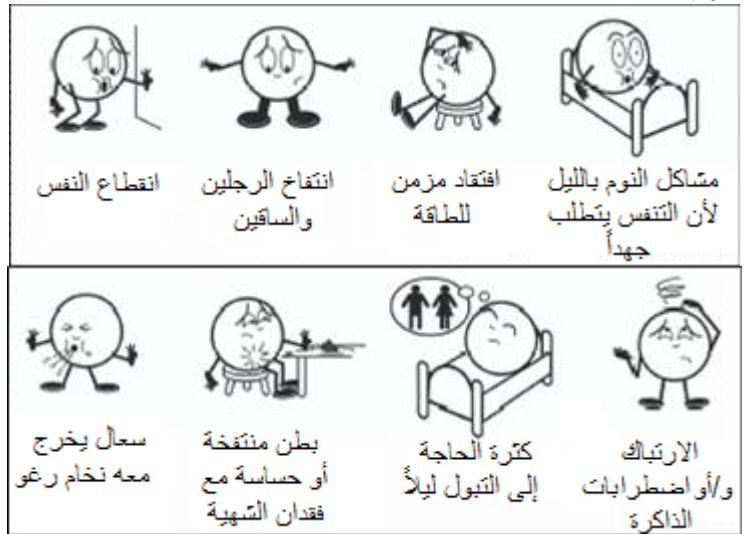 مشاكل النوم بالليل
لأن التنفس يتطلب
جهداً
افتقاد مزمن
للطاقة
انتفاخ الرجلين
والساقين
انقطاع النفس
الارتباك
و/أو اضطرابات
الذاكرة
كثرة الحاجة
إلى التبول ليلاً
بطن منتفخة
أو حساسة مع
فقدان الشهية
سعال يخرج
معه نخام رغو